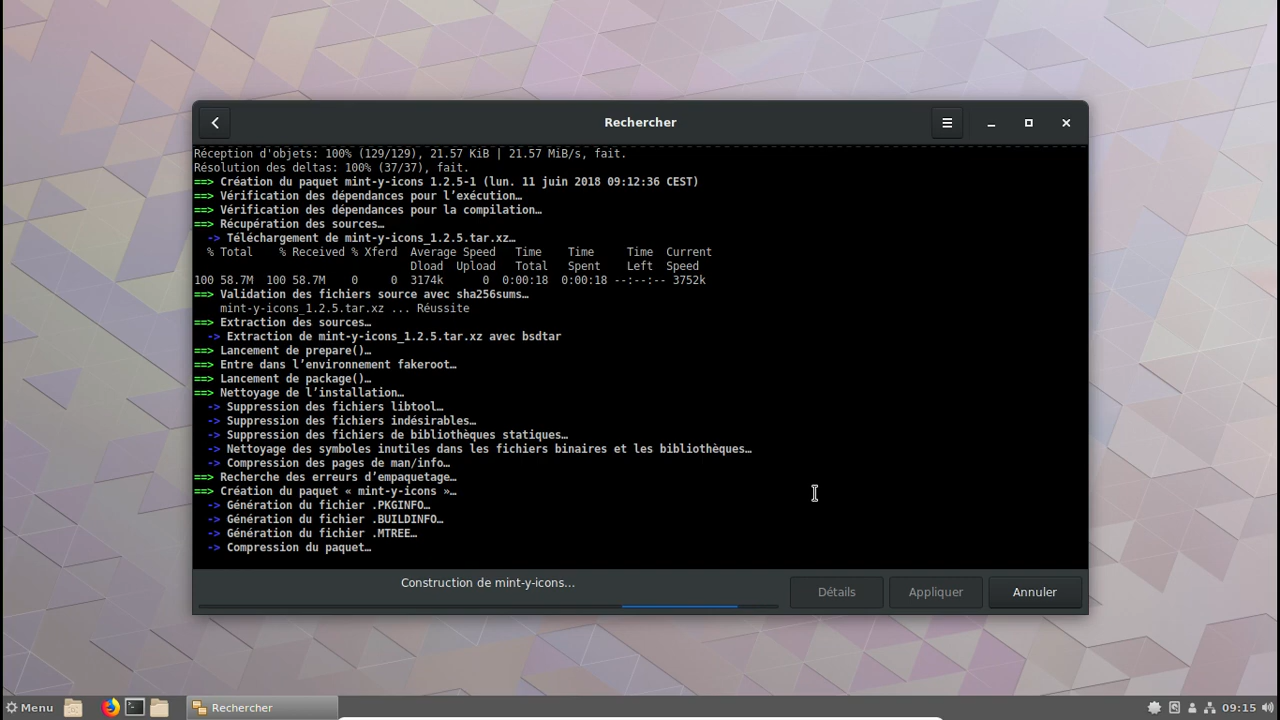 Rechercher
Réception d'objets: 100% (129/129), 21.57 KiB | 21.57 MiB/s, fait.
Résolution des deltas: 100% (37/37), fait.
==> Création du paquet mint-y-icons 1.2.5-1 (lun. 11 juin 2018 09:12:36 CEST)
==> Vérification des dépendances pour l’exécution…
==> Vérification des dépendances pour la compilation…
==> Récupération des sources…
-> Téléchargement de mint-y-icons_1.2.5.tar.xz…
% Total % Received % Xferd Average Speed Time Time Time Current
Dload Upload Total Spent Left Speed
100 58.7M 100 58.7M 0 0 3174k 0 0:00:18 0:00:18 --:--:-- 3752k
==> Validation des fichiers source avec sha256sums…
mint-y-icons_1.2.5.tar.xz ... Réussite
==> Extraction des sources…
-> Extraction de mint-y-icons_1.2.5.tar.xz avec bsdtar
==> Lancement de prepare()…
==> Entre dans l’environnement fakeroot…
==> Lancement de package()…
==> Nettoyage de l’installation…
-> Suppression des fichiers libtool…
-> Suppression des fichiers indésirables…
-> Suppression des fichiers de bibliothèques statiques…
-> Nettoyage des symboles inutiles dans les fichiers binaires et les bibliothèques…
-> Compression des pages de man/info…
==> Recherche des erreurs d’empaquetage…
==> Création du paquet « mint-y-icons »…
-> Génération du fichier .PKGINFO…
-> Génération du fichier .BUILDINFO…
-> Génération du fichier .MTREE…
-> Compression du paquet…
Construction de mint-y-icons...
Détails Appliquer Annuler
Menu Rechercher 09:15